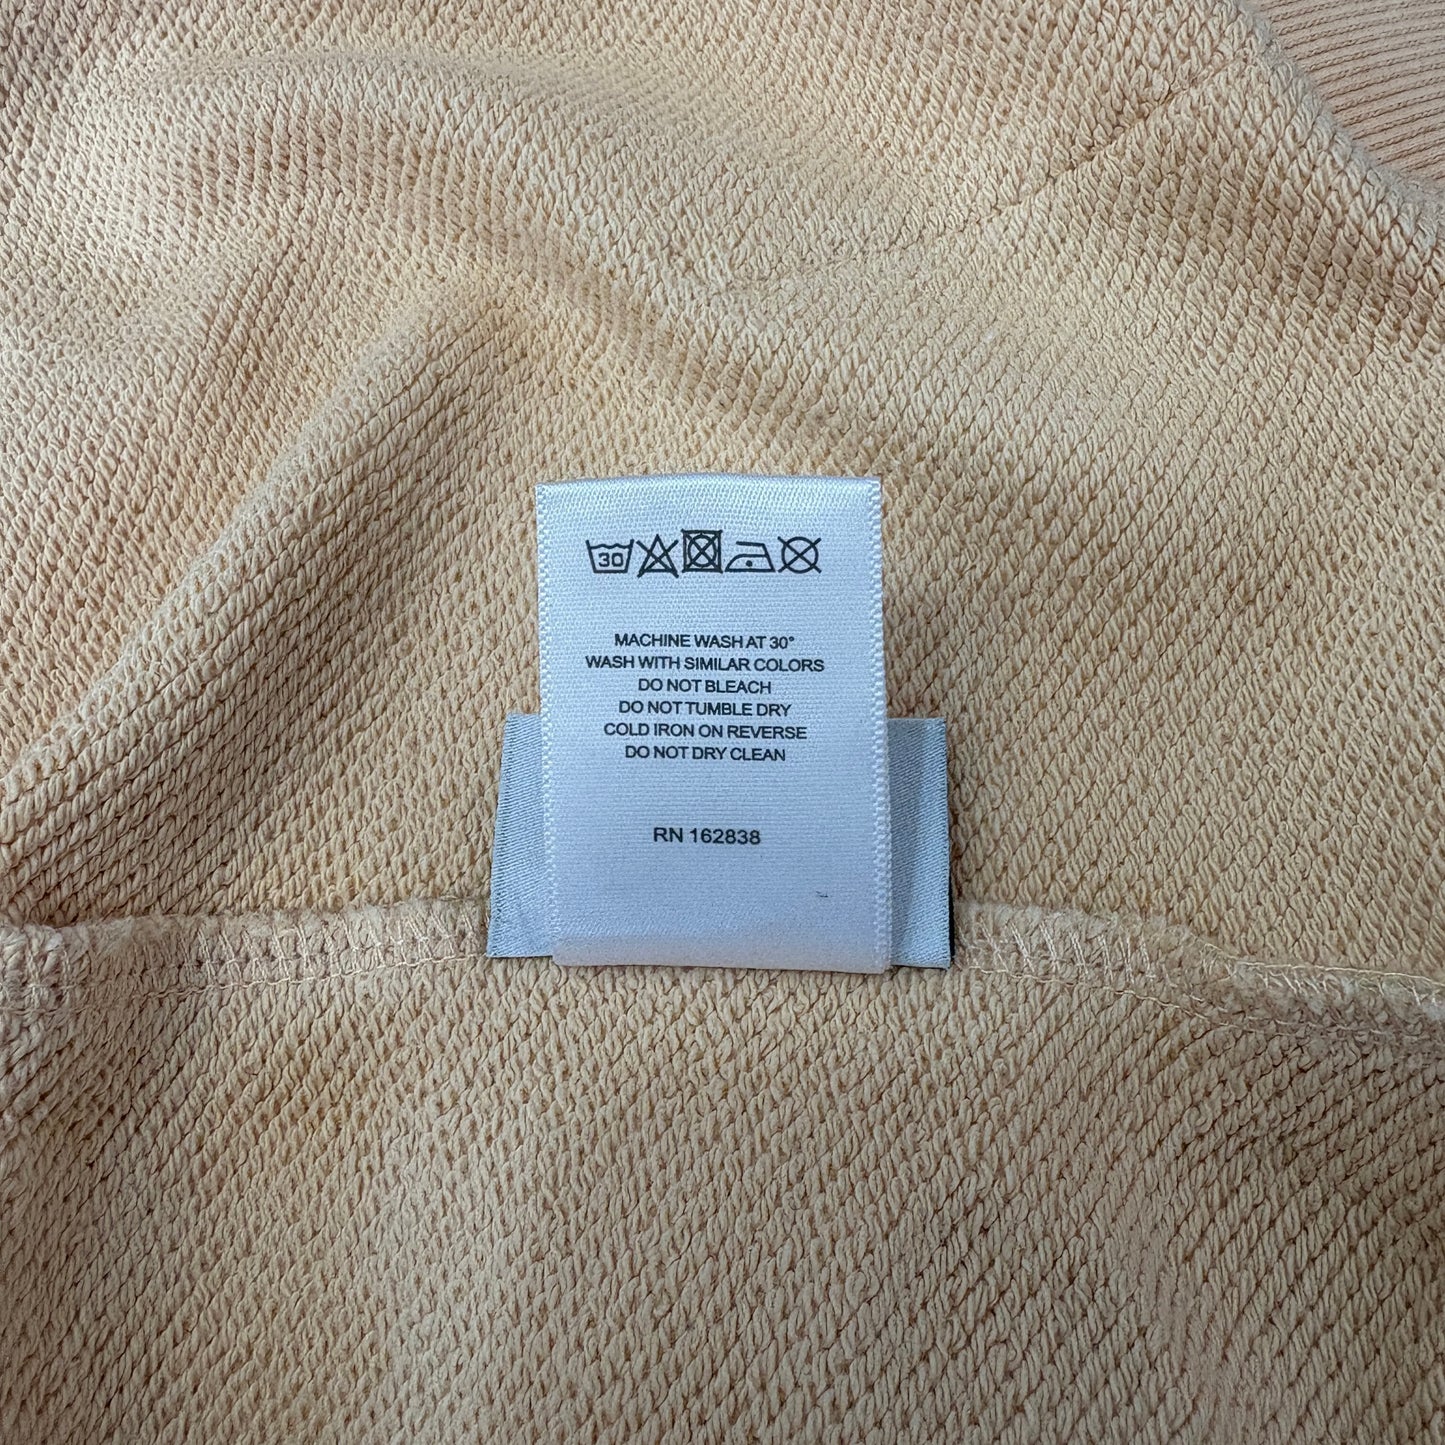 30
MACHINE WASH AT 30°
WASH WITH SIMILAR COLORS
DO NOT BLEACH
DO NOT TUMBLE DRY
COLD IRON ON REVERSE
DO NOT DRY CLEAN
RN 162838